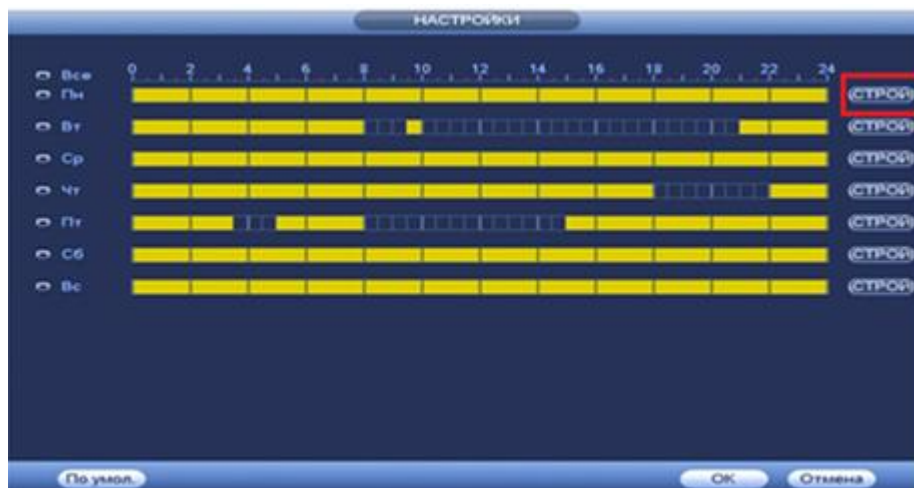 НАСТРОЙКИ
Все 0 2 4 6 8 10 12 14 16 18 20 22 24
Пн (СТРОЙ)
Вт (СТРОЙ)
Ср (СТРОЙ)
Чт (СТРОЙ)
Пт (СТРОЙ)
Сб (СТРОЙ)
Вс (СТРОЙ)
По умол. ОК Отмена